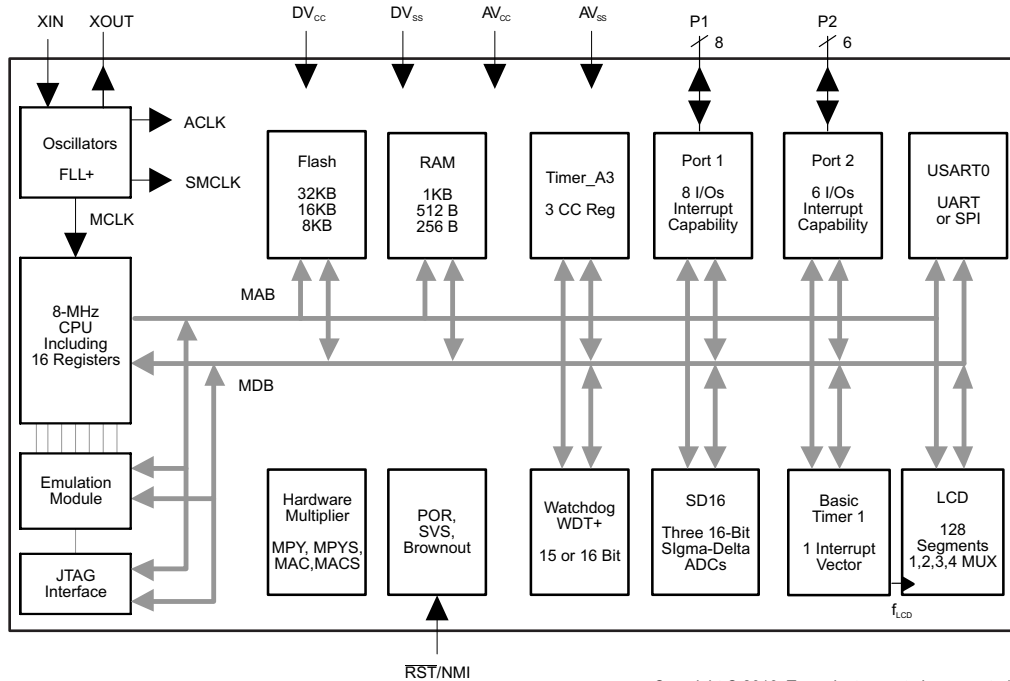 XIN XOUT DVCC DVSS AVCC AVSS P1 P2
8 6
ACLK
Oscillators
FLL+
SMCLK
MCLK
Flash
32KB
16KB
8KB
RAM
1KB
512 B
256 B
Timer_A3
3 CC Reg
Port 1
8 I/Os
Interrupt
Capability
Port 2
6 I/Os
Interrupt
Capability
USART0
UART
or SPI
MAB
8-MHz
CPU
Including
16 Registers
MDB
Emulation
Module
JTAG
Interface
Hardware
Multiplier
MPY, MPYS,
MAC,MACS
POR,
SVS,
Brownout
Watchdog
WDT+
15 or 16 Bit
SD16
Three 16-Bit
SIgma-Delta
ADCs
Basic
Timer 1
1 Interrupt
Vector
LCD
128
Segments
1,2,3,4 MUX
fLCD
RST/NMI